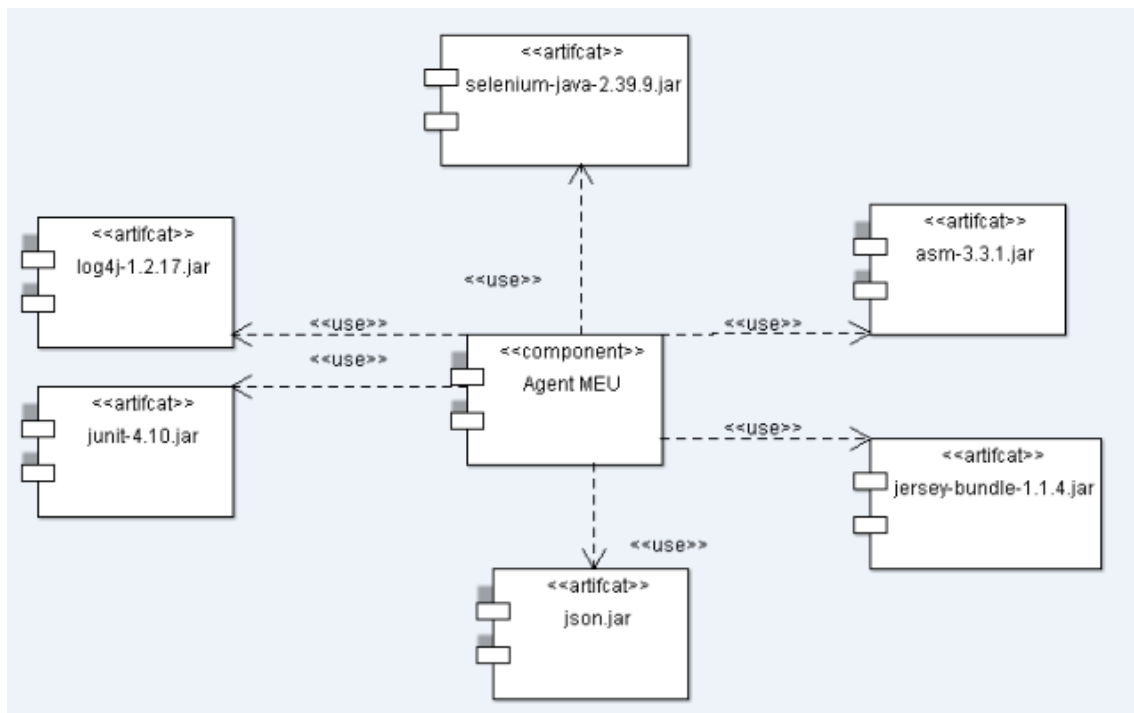 <<artifcat>>
selenium-java-2.39.9.jar
<<artifcat>>
log4j-1.2.17.jar
<<artifcat>>
asm-3.3.1.jar
<<use>>
<<use>>
<<use>>
<<use>>
<<component>>
Agent MEU
<<artifcat>>
junit-4.10.jar
<<use>>
<<artifcat>>
jersey-bundle-1.1.4.jar
<<use>>
<<artifcat>>
json.jar